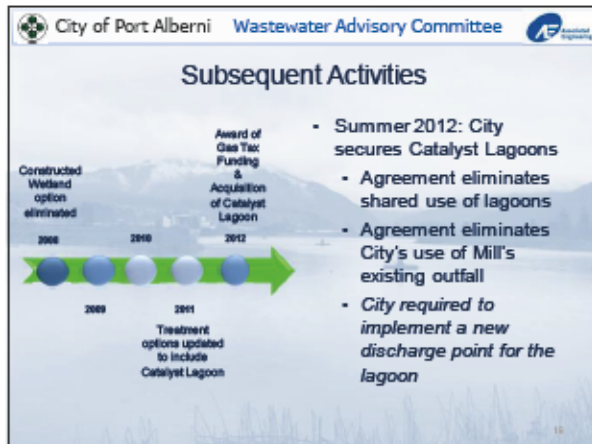 City of Port Alberni Wastewater Advisory Committee
Associated
Engineering
Subsequent Activities
Constructed
Wetland
option
eliminated
2008
2009
2010
2011
Treatment
options updated
to include
Catalyst Lagoon
Award of
Gas Tax
Funding
&
Acquisition
of Catalyst
Lagoon
2012
- Summer 2012: City
secures Catalyst Lagoons
- Agreement eliminates
shared use of lagoons
- Agreement eliminates
City's use of Mill's
existing outfall
- City required to
implement a new
discharge point for the
lagoon